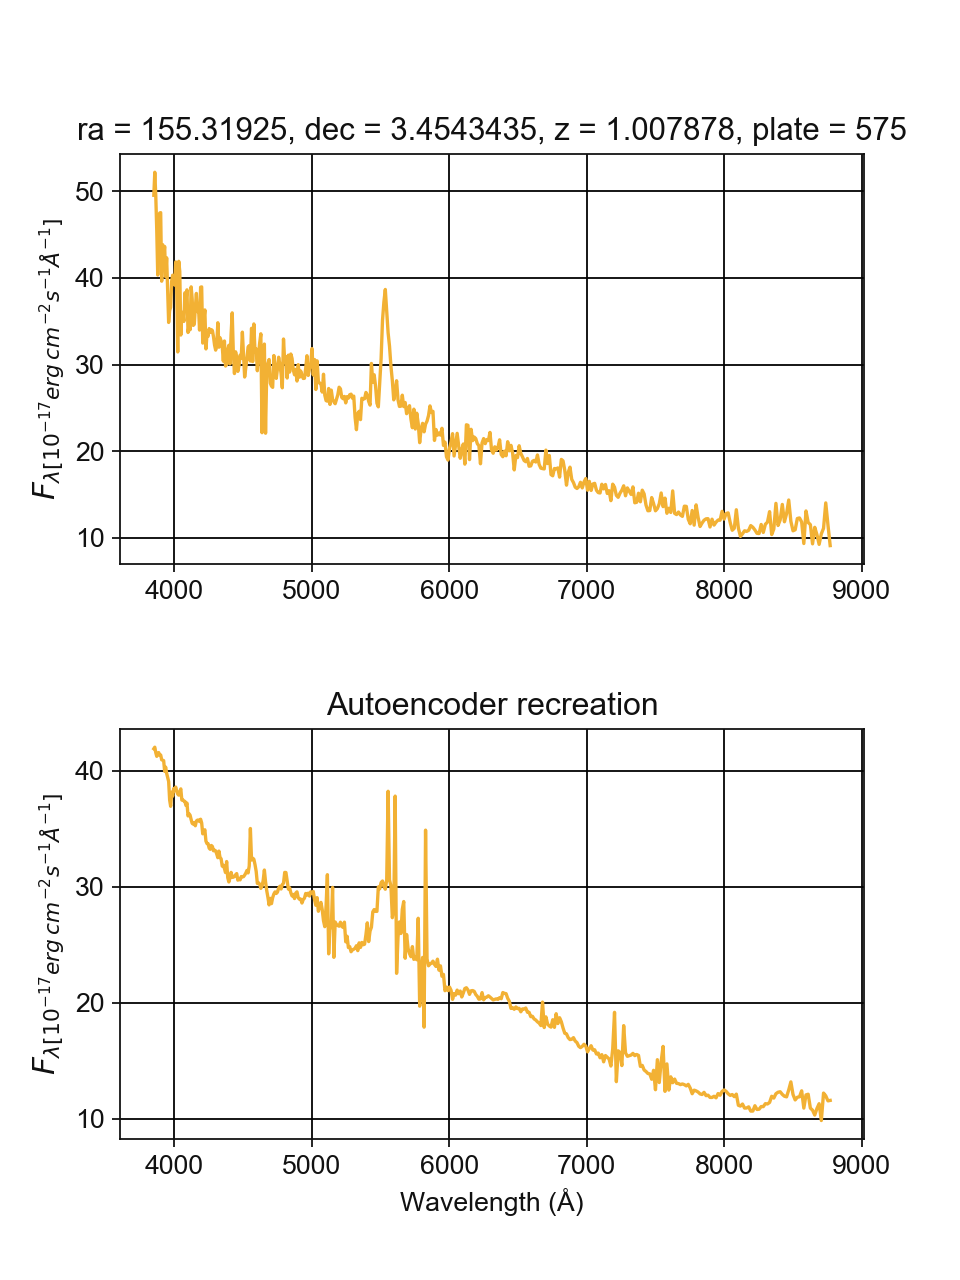 ra = 155.31925, dec = 3.4543435, z = 1.007878, plate = 575
F_λ[10^{-17} erg cm^{-2} s^{-1} Å^{-1}]
50
40
30
20
10
4000 5000 6000 7000 8000 9000
Autoencoder recreation
F_λ[10^{-17} erg cm^{-2} s^{-1} Å^{-1}]
40
30
20
10
4000 5000 6000 7000 8000 9000
Wavelength (Å)